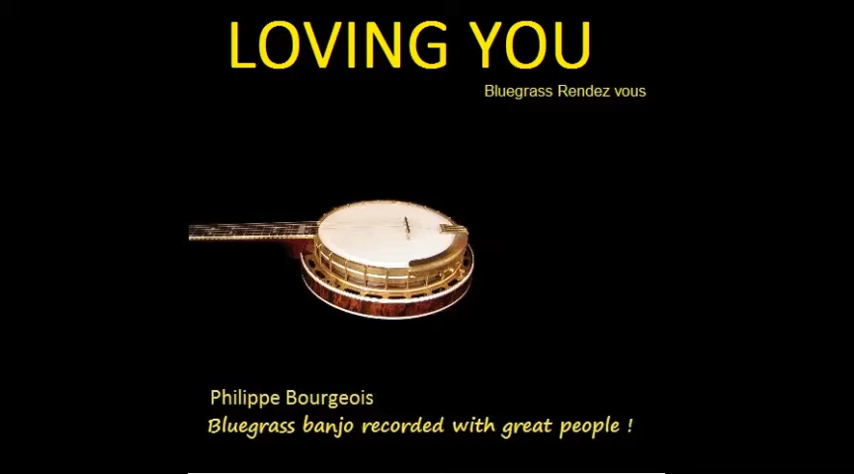 LOVING YOU
Bluegrass Rendez vous
Philippe Bourgeois
Bluegrass banjo recorded with great people !